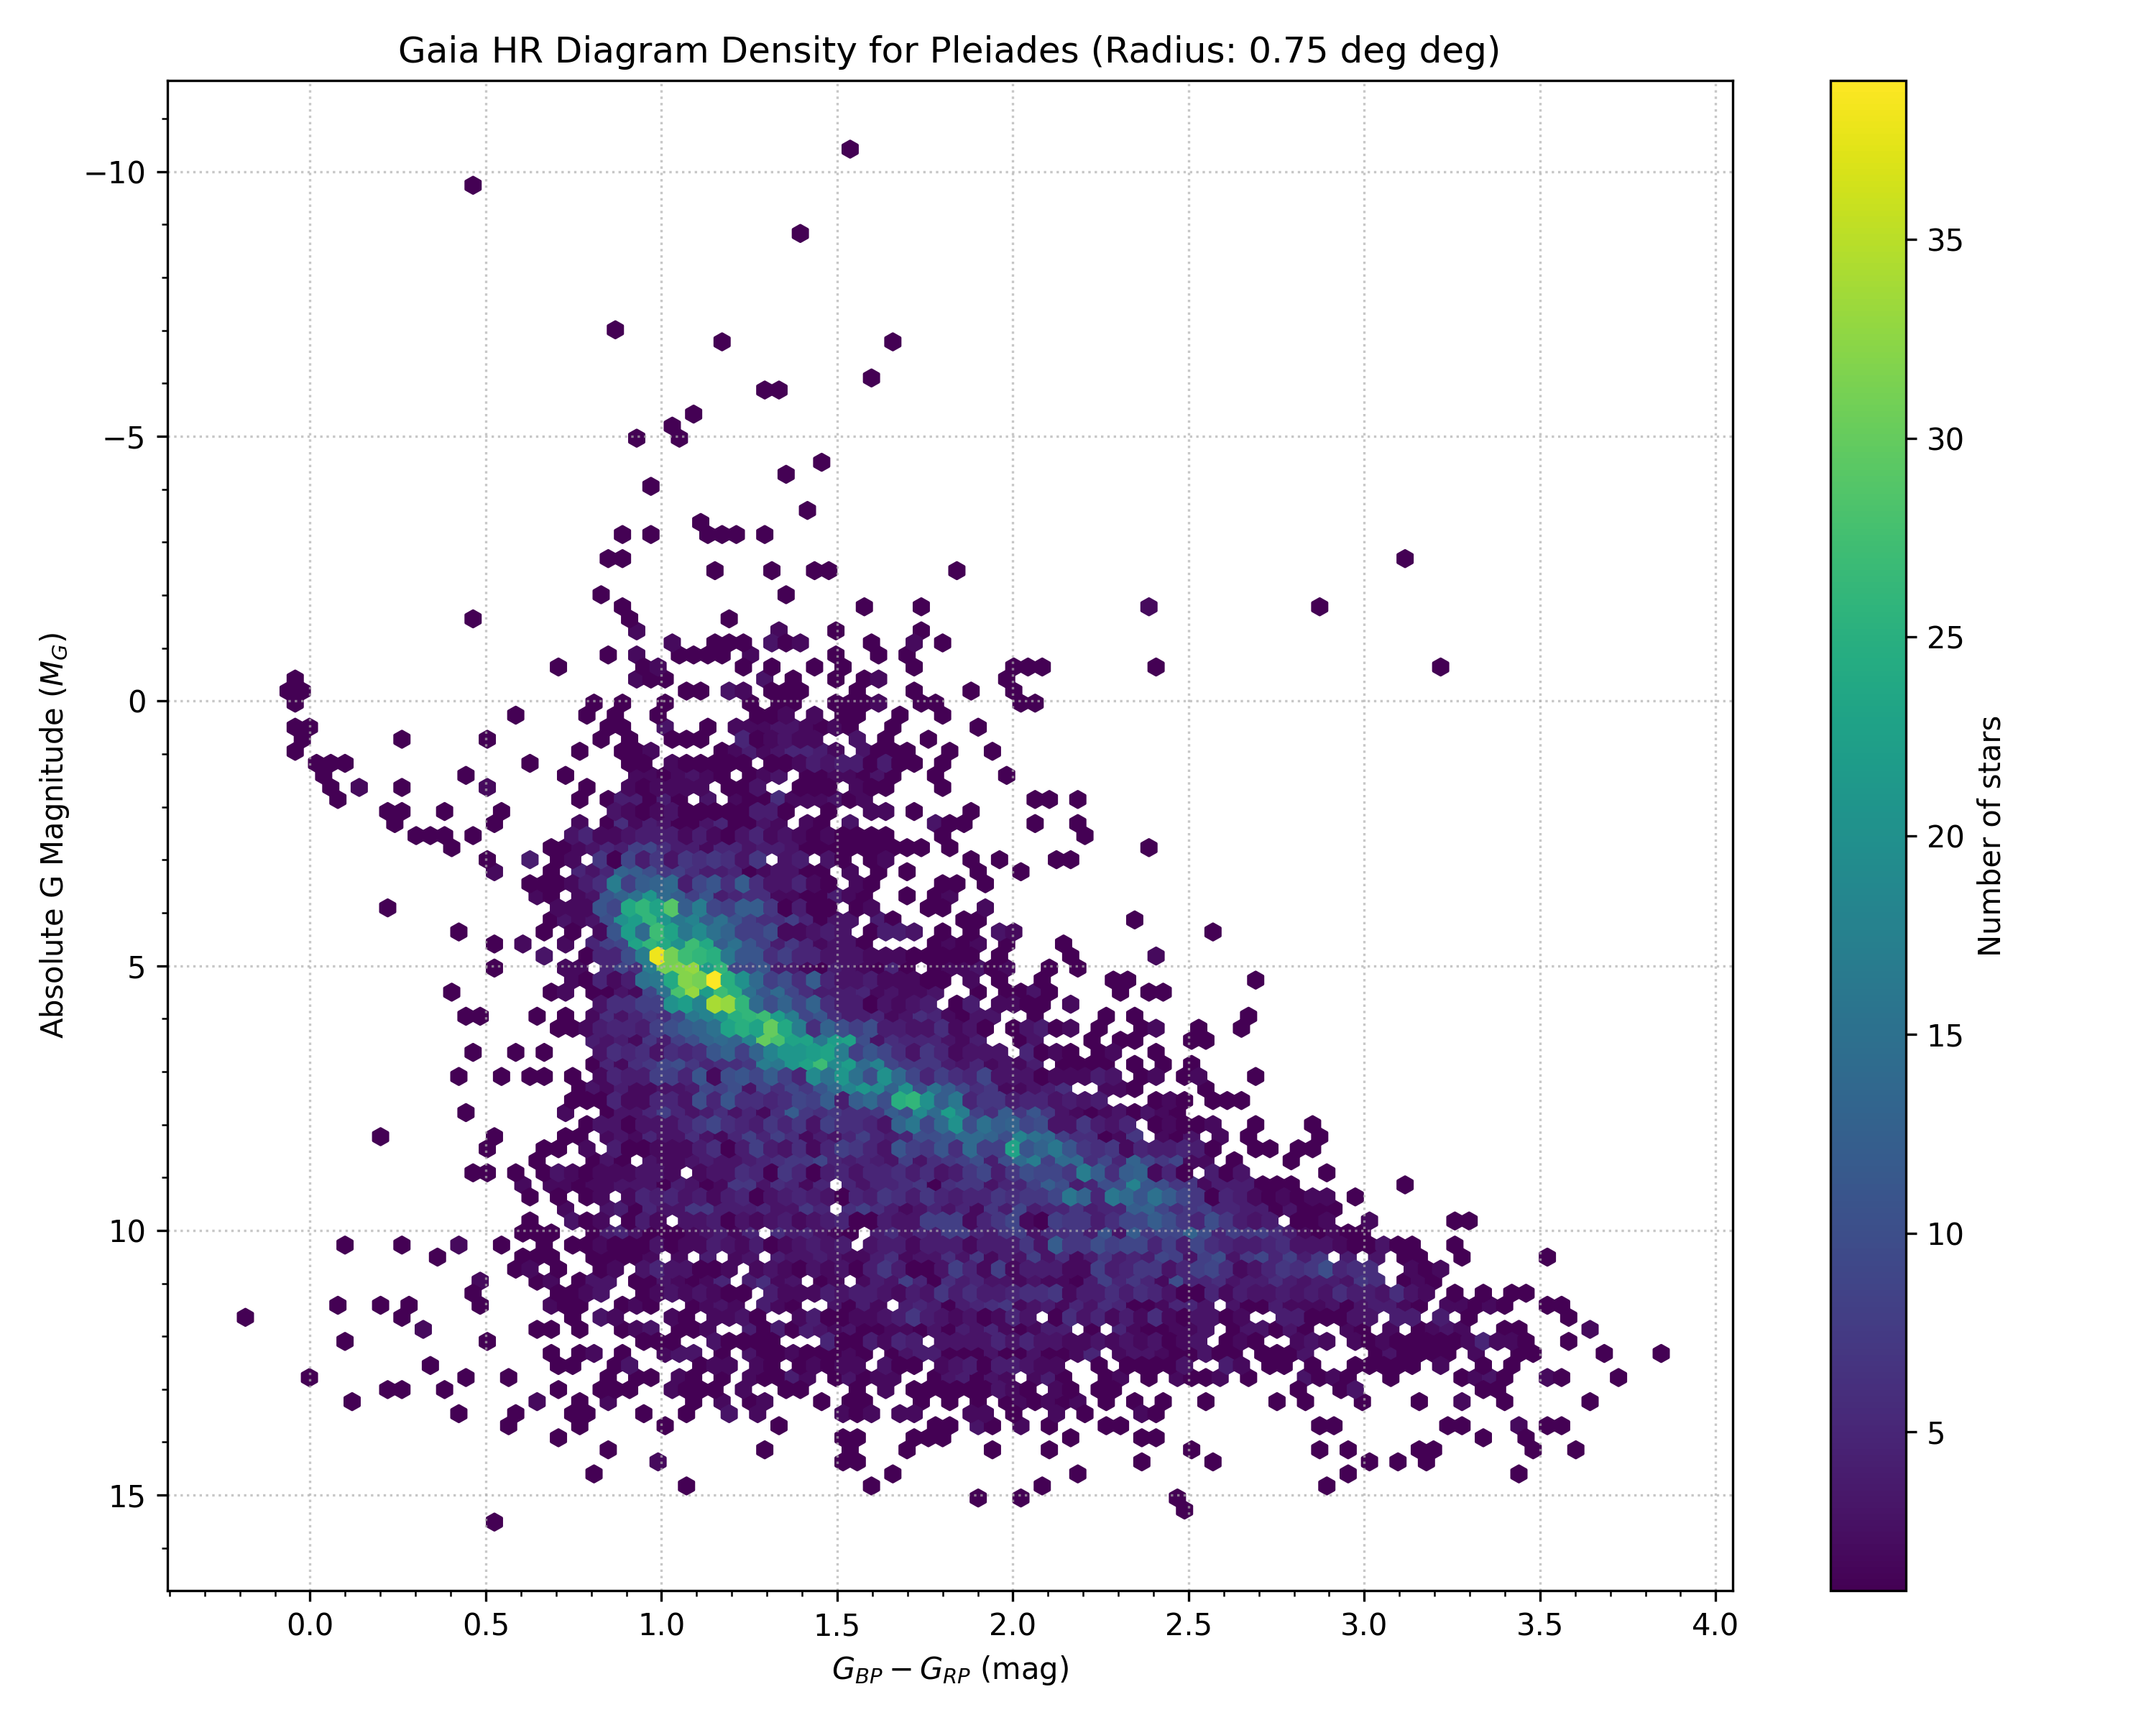 Gaia HR Diagram Density for Pleiades (Radius: 0.75 deg deg)
Absolute G Magnitude (M_G)
−10
−5
0
5
10
15
0.0 0.5 1.0 1.5 2.0 2.5 3.0 3.5 4.0
G_BP − G_RP (mag)
35
30
25
20
15
10
5
Number of stars